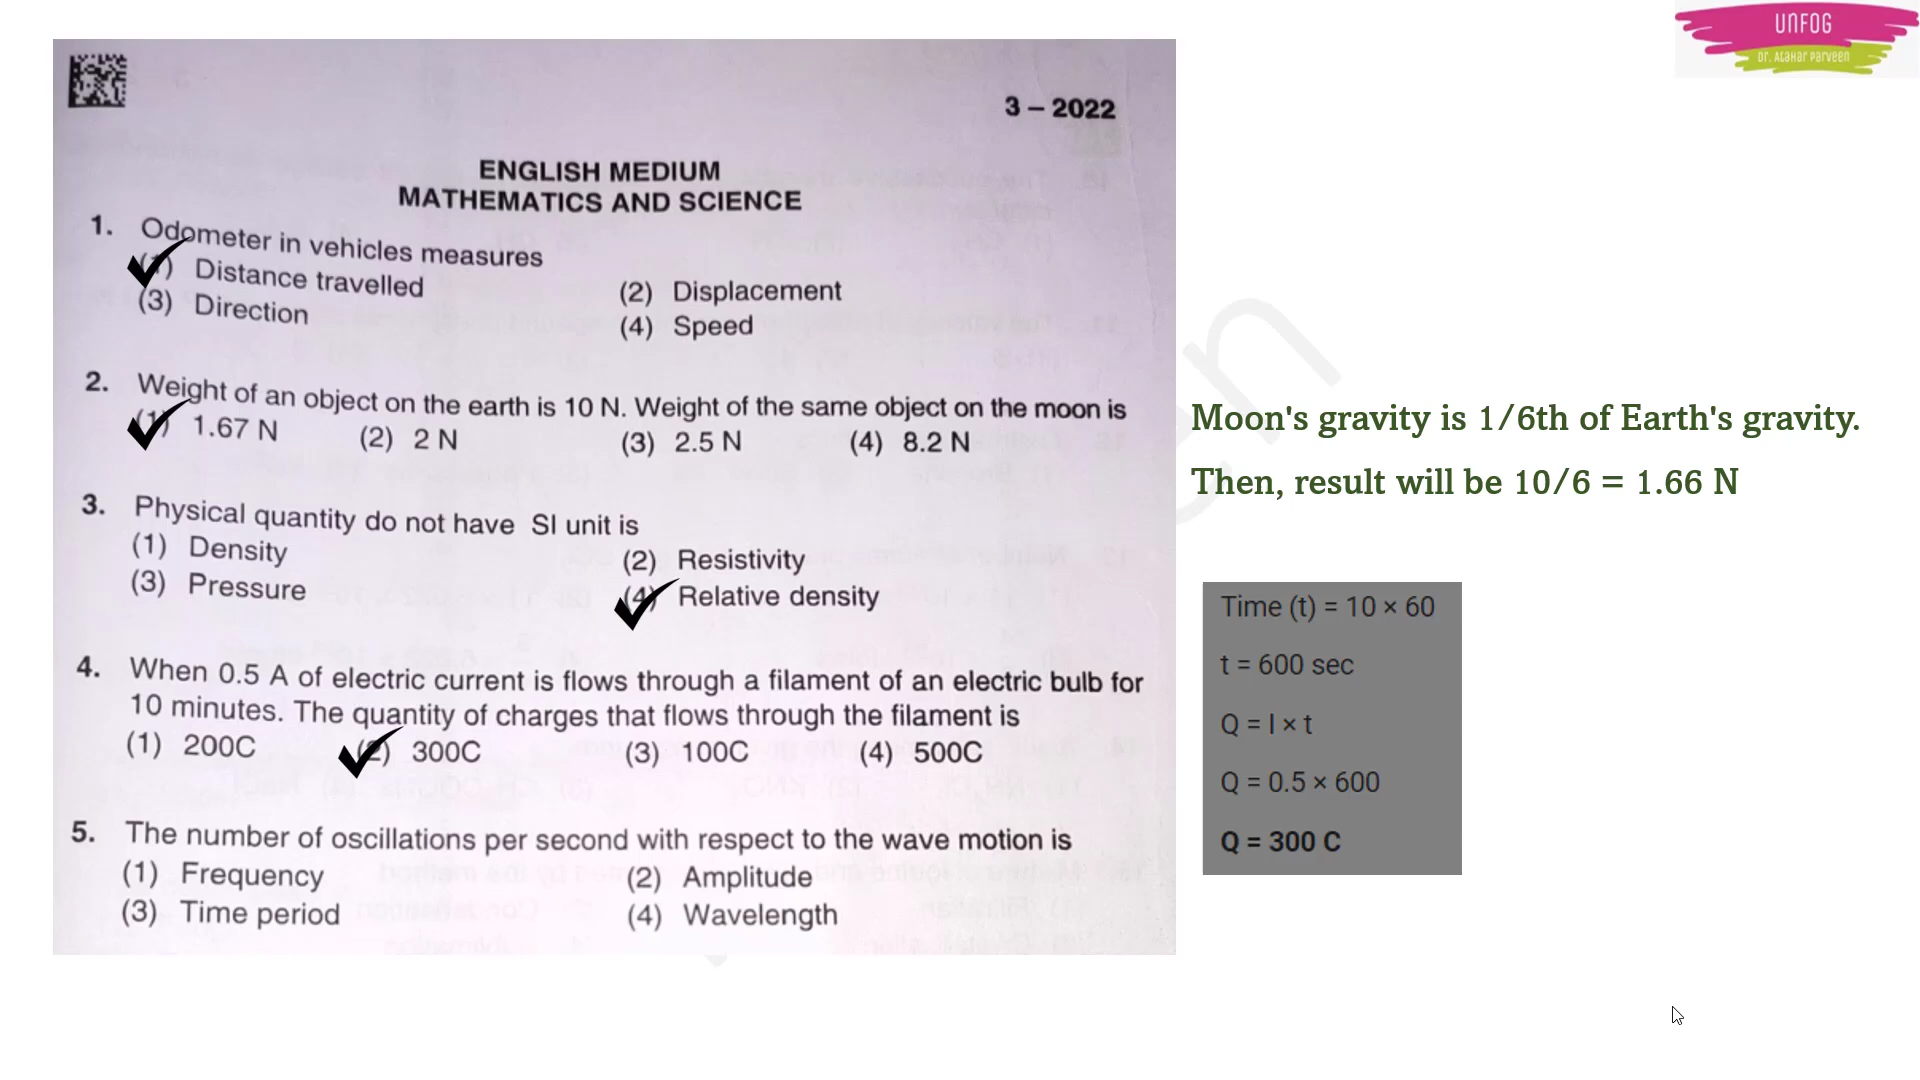 UNFOG
Dr. Atahar Parveen
3 – 2022
ENGLISH MEDIUM
MATHEMATICS AND SCIENCE
1. Odometer in vehicles measures
(1) Distance travelled (2) Displacement
(3) Direction (4) Speed
2. Weight of an object on the earth is 10 N. Weight of the same object on the moon is
(1) 1.67 N (2) 2 N (3) 2.5 N (4) 8.2 N
3. Physical quantity do not have SI unit is
(1) Density (2) Resistivity
(3) Pressure (4) Relative density
4. When 0.5 A of electric current is flows through a filament of an electric bulb for
10 minutes. The quantity of charges that flows through the filament is
(1) 200C (2) 300C (3) 100C (4) 500C
5. The number of oscillations per second with respect to the wave motion is
(1) Frequency (2) Amplitude
(3) Time period (4) Wavelength
Moon's gravity is 1/6th of Earth's gravity.
Then, result will be 10/6 = 1.66 N
Time (t) = 10 × 60
t = 600 sec
Q = I × t
Q = 0.5 × 600
Q = 300 C